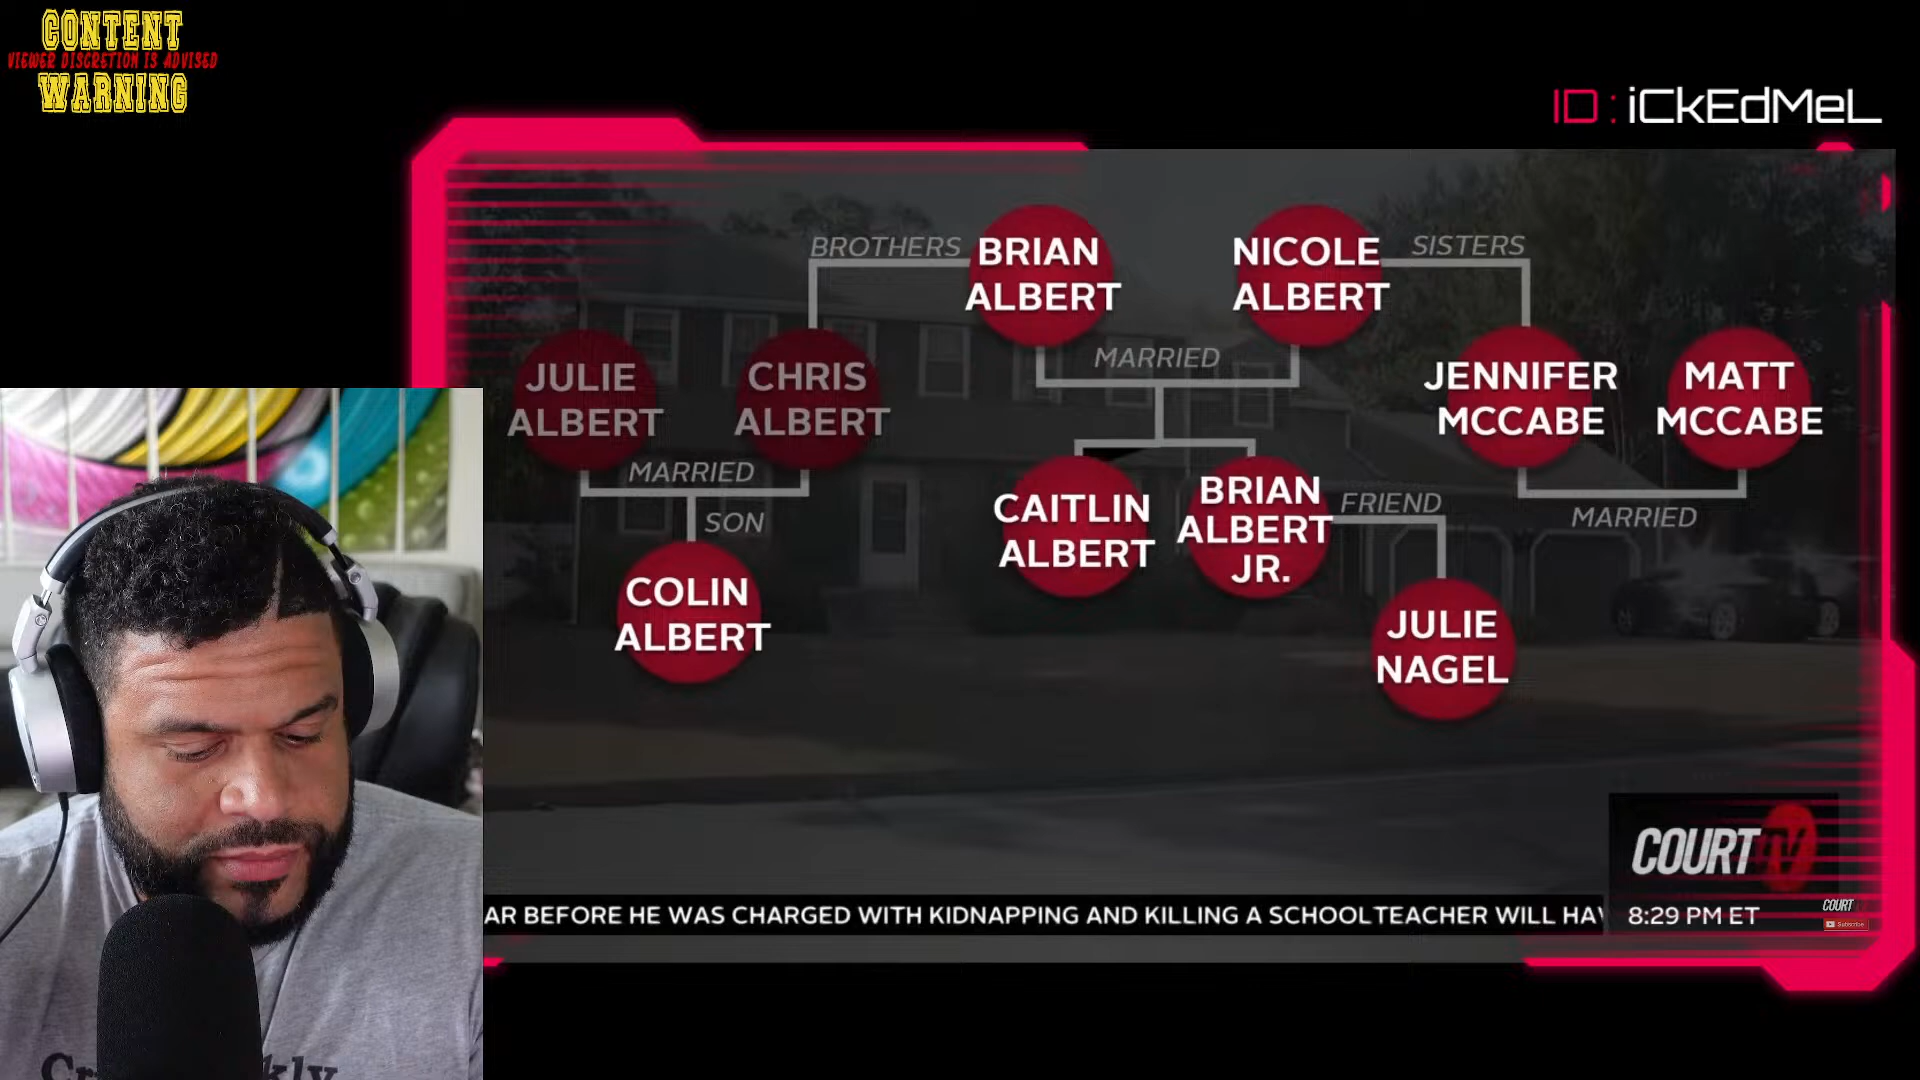 CONTENT
VIEWER DISCRETION IS ADVISED
WARNING
ID : iCkEdMeL
BROTHERS
BRIAN
ALBERT
NICOLE
ALBERT
SISTERS
JULIE
ALBERT
CHRIS
ALBERT
MARRIED
JENNIFER
MCCABE
MATT
MCCABE
MARRIED
SON
CAITLIN
ALBERT
BRIAN
ALBERT
JR.
FRIEND
MARRIED
COLIN
ALBERT
JULIE
NAGEL
COURT TV
AR BEFORE HE WAS CHARGED WITH KIDNAPPING AND KILLING A SCHOOLTEACHER WILL HAV
8:29 PM ET
COURT
Subscribe